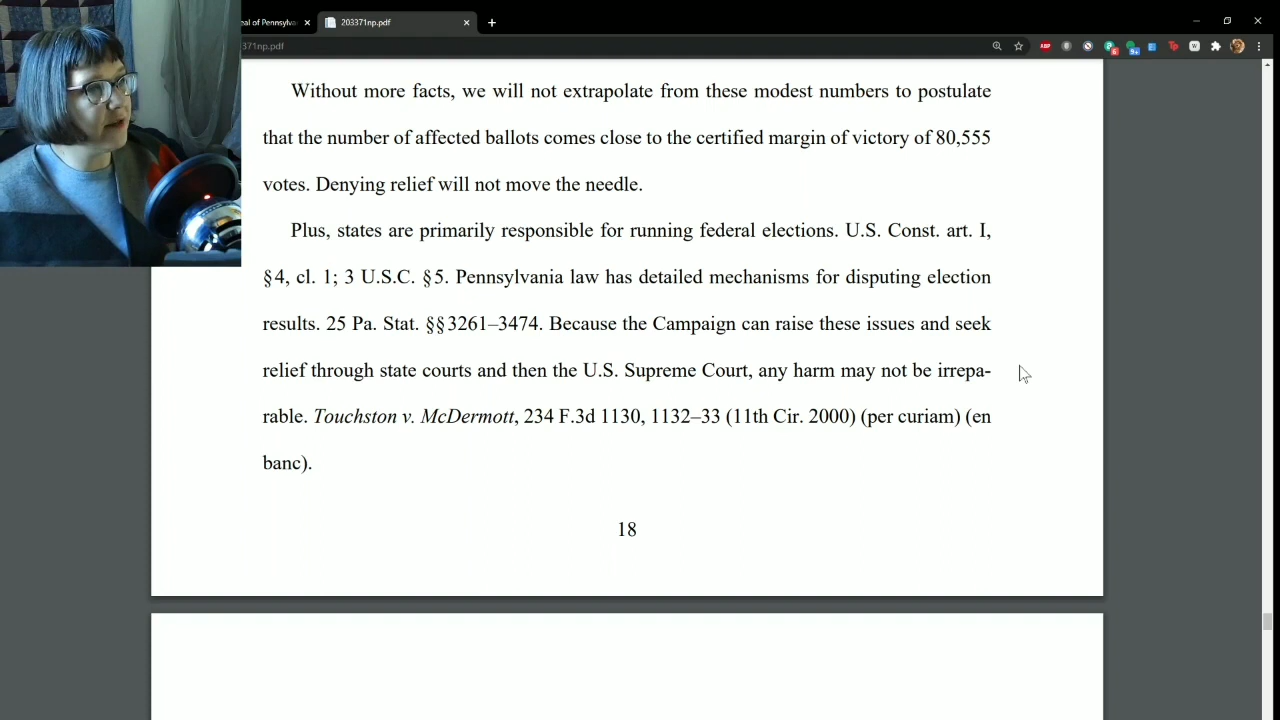 eal of Pennsylva
203371np.pdf
371np.pdf
Without more facts, we will not extrapolate from these modest numbers to postulate
that the number of affected ballots comes close to the certified margin of victory of 80,555
votes. Denying relief will not move the needle.
Plus, states are primarily responsible for running federal elections. U.S. Const. art. I,
§4, cl. 1; 3 U.S.C. §5. Pennsylvania law has detailed mechanisms for disputing election
results. 25 Pa. Stat. §§3261–3474. Because the Campaign can raise these issues and seek
relief through state courts and then the U.S. Supreme Court, any harm may not be irrepa-
rable. Touchston v. McDermott, 234 F.3d 1130, 1132–33 (11th Cir. 2000) (per curiam) (en
banc).
18